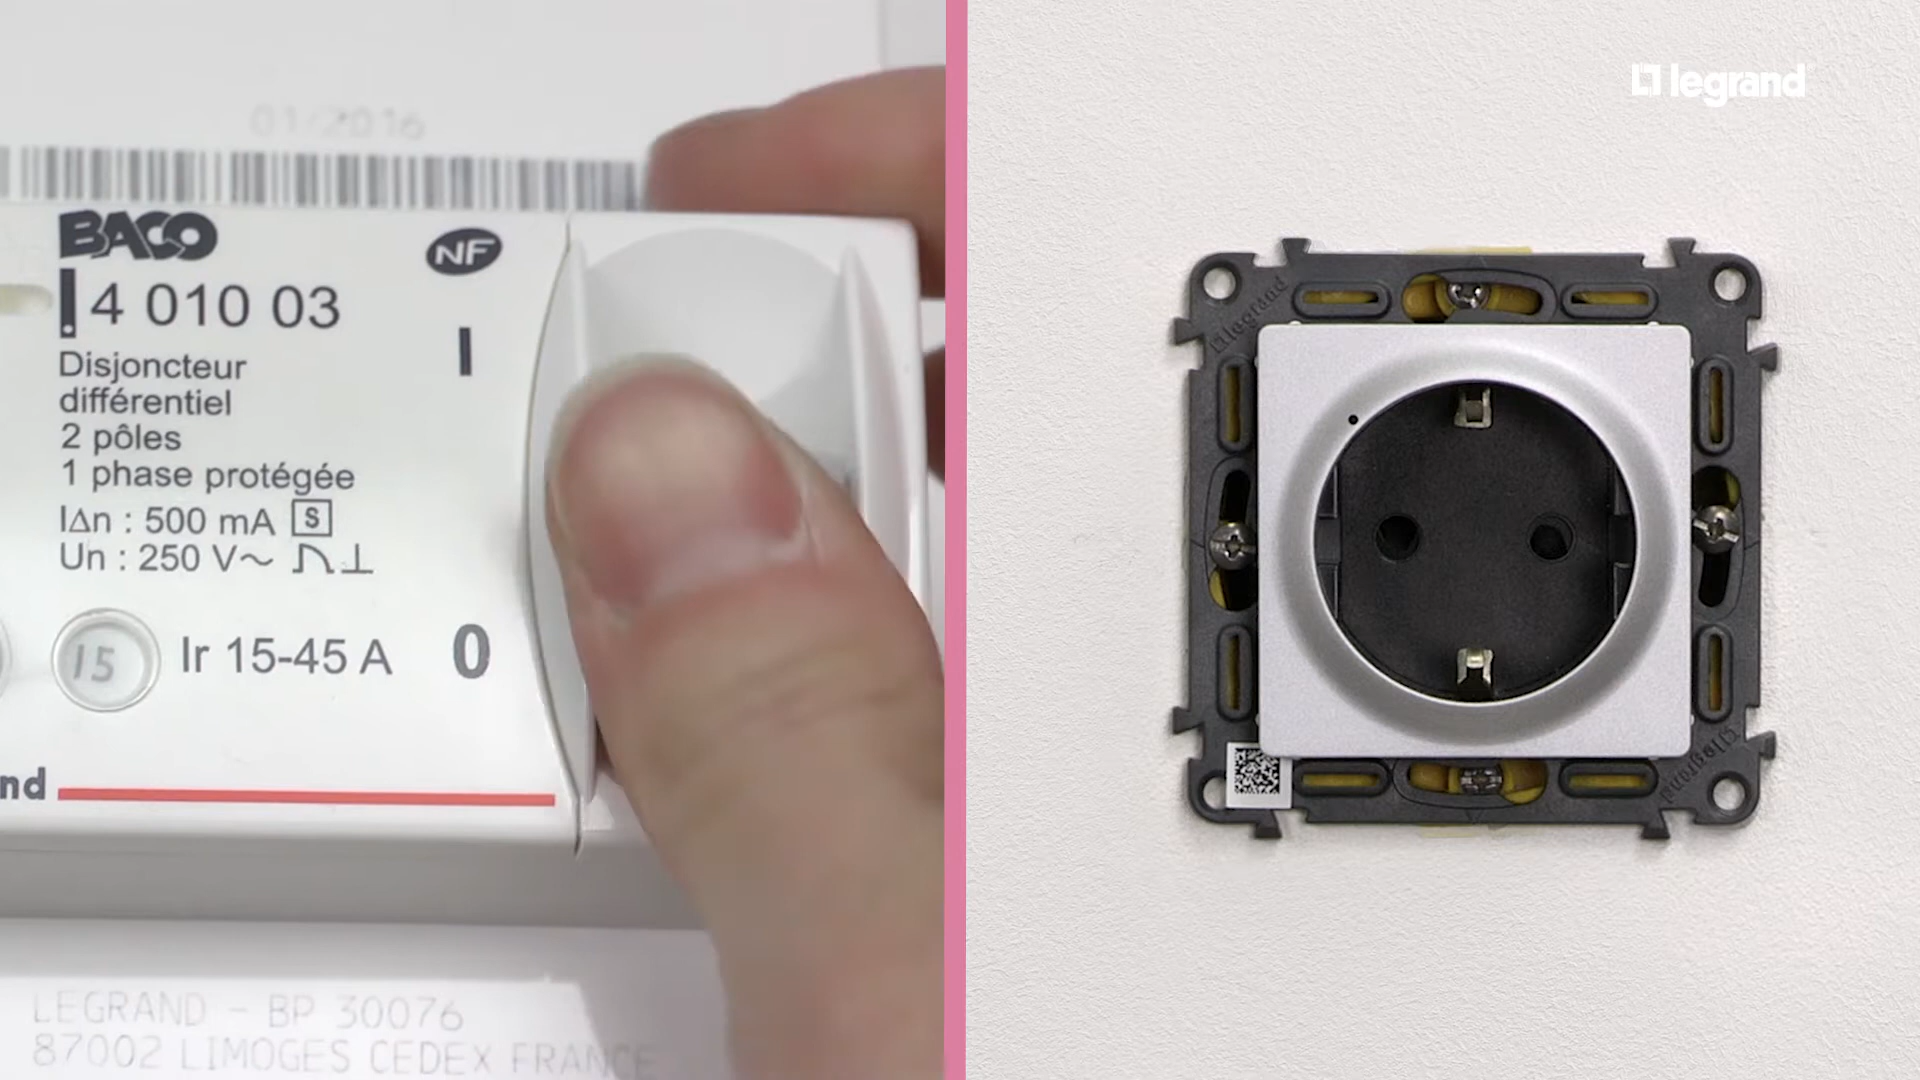 01/2016
BACO
NF
4 010 03
I
Disjoncteur
différentiel
2 pôles
1 phase protégée
I∆n : 500 mA S
Un : 250 V~
15
Ir 15-45 A
0
nd
LEGRAND - BP 30076
87002 LIMOGES CEDEX FRANCE
legrand
legrand
legrand